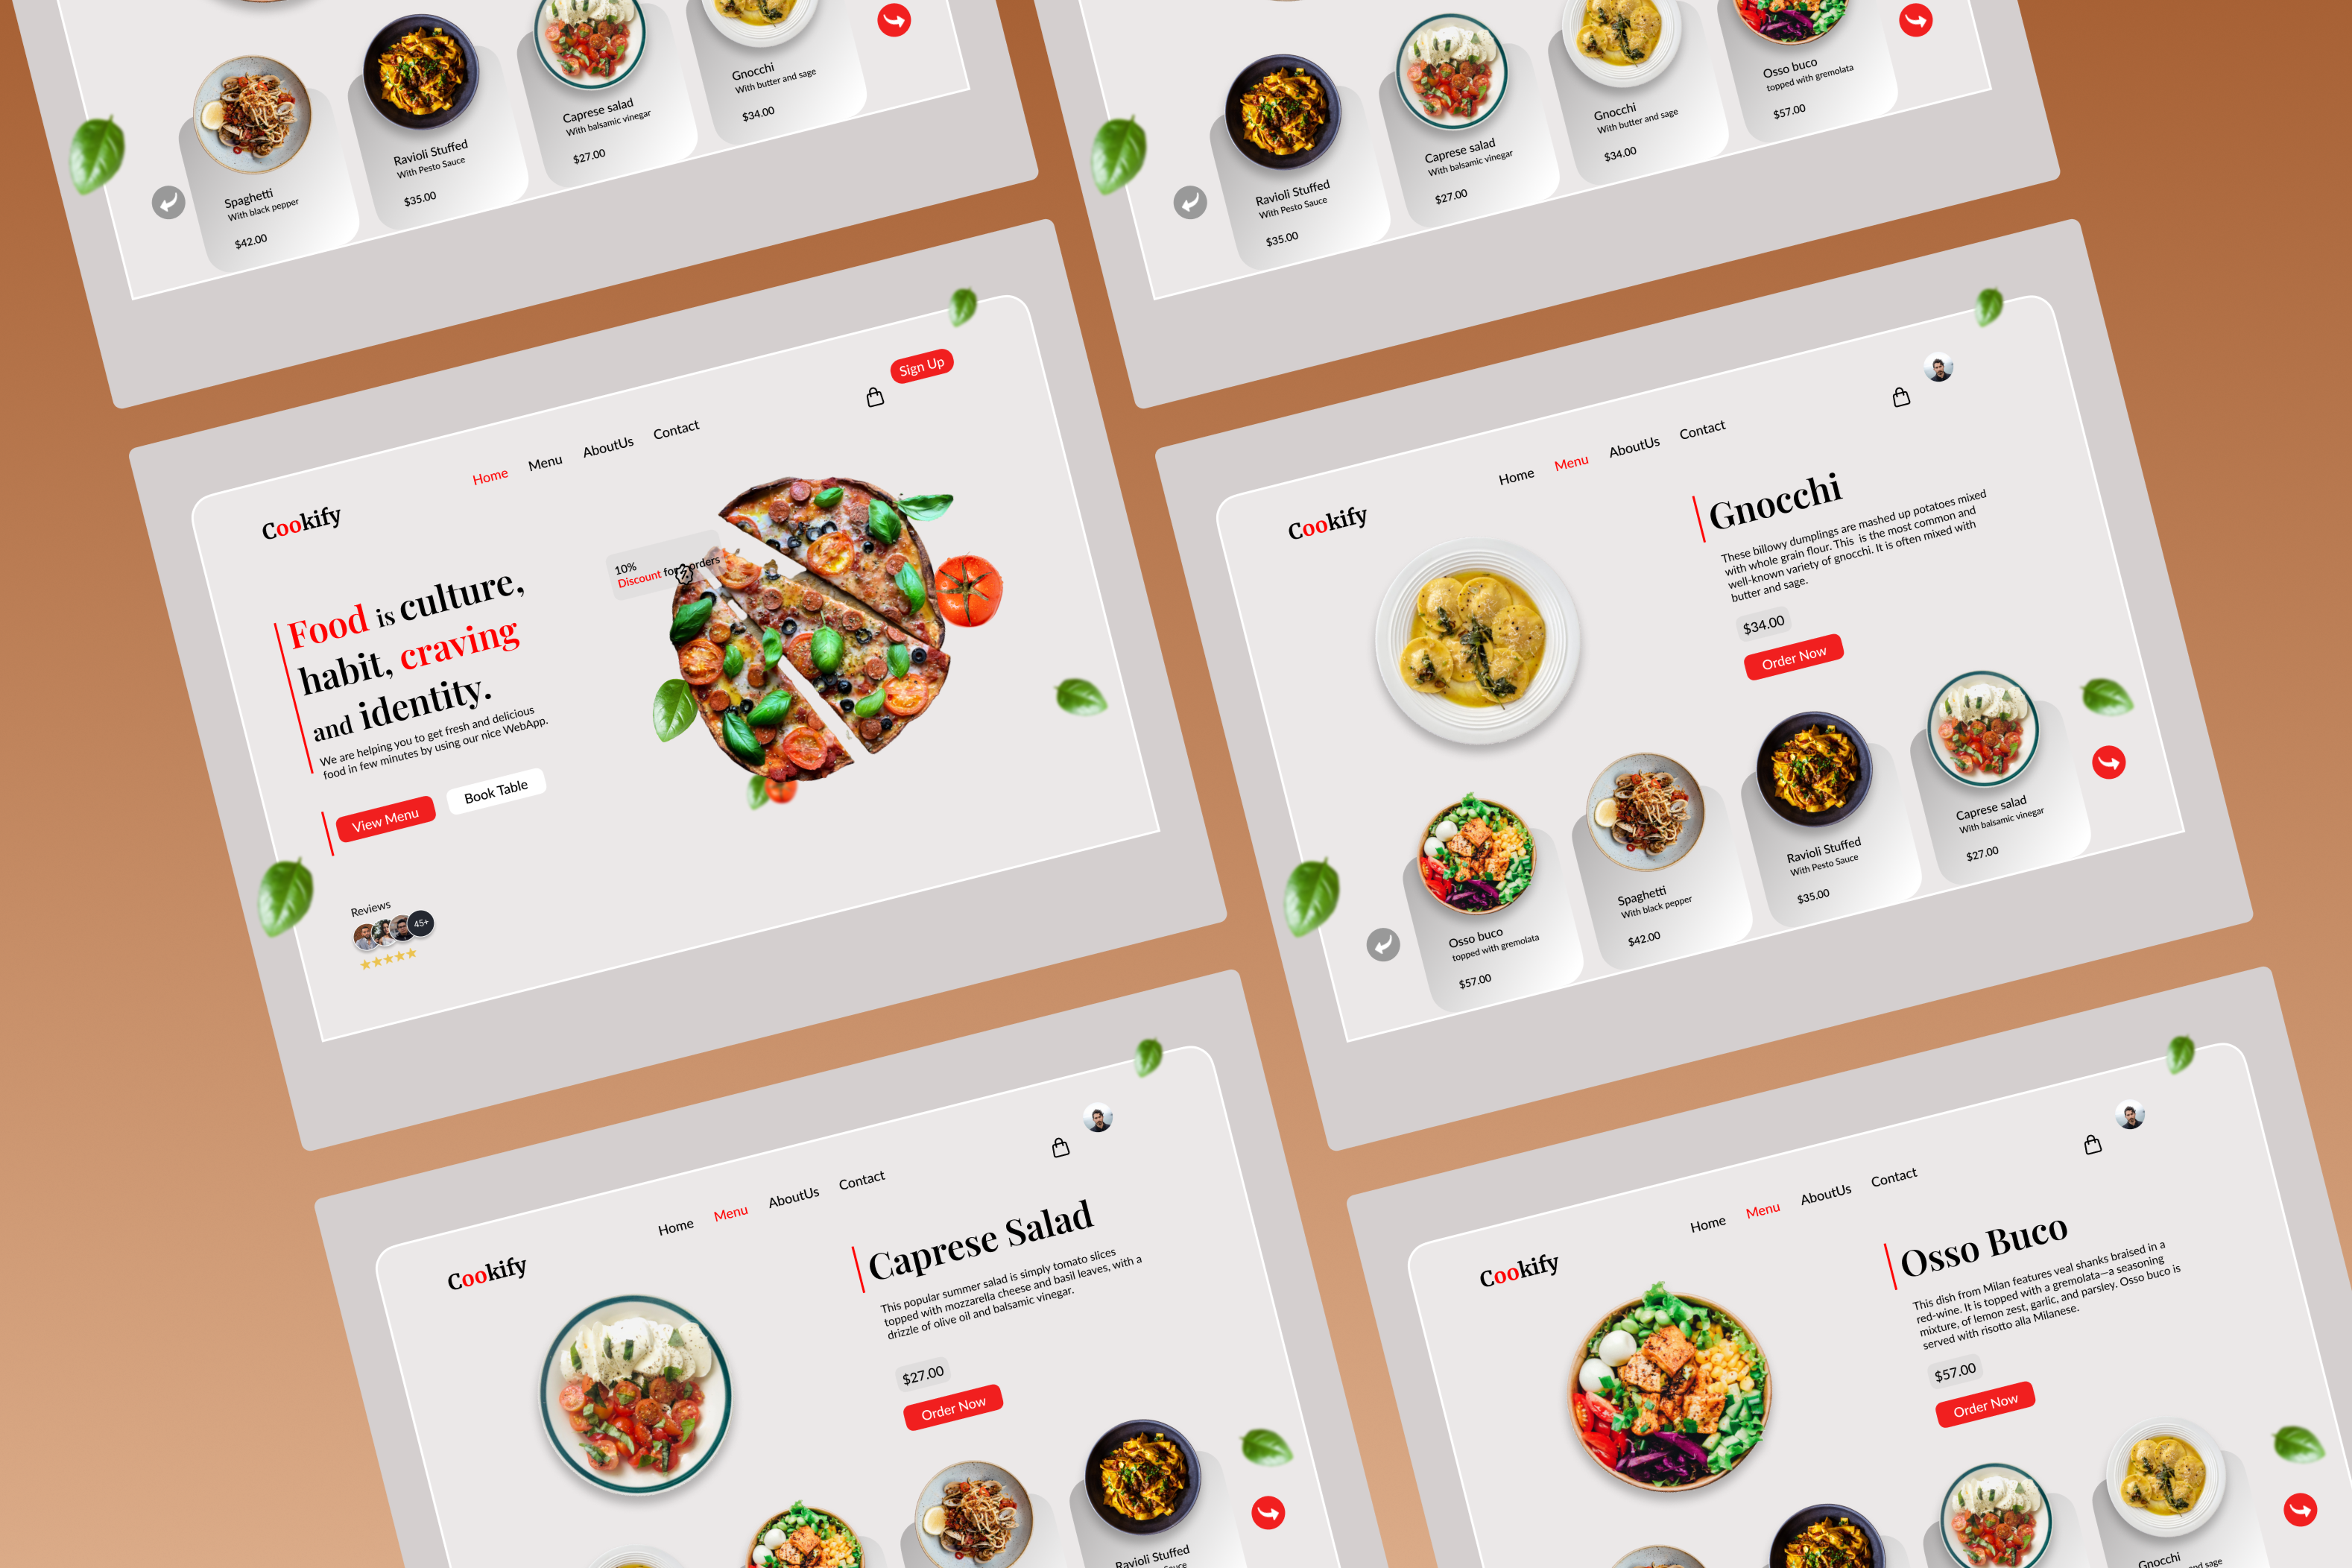 Spaghetti
With black pepper
$42.00
Ravioli Stuffed
With Pesto Sauce
$35.00
Caprese salad
With balsamic vinegar
$27.00
Gnocchi
With butter and sage
$34.00
Ravioli Stuffed
With Pesto Sauce
$35.00
Caprese salad
With balsamic vinegar
$27.00
Gnocchi
With butter and sage
$34.00
Osso buco
topped with gremolata
$57.00
Cookify
Home Menu AboutUs Contact
Sign Up
Food is culture,
habit, craving
and identity.
We are helping you to get fresh and delicious
food in few minutes by using our nice WebApp.
View Menu
Book Table
10%
Discount for orders
Reviews
45+
Cookify
Home Menu AboutUs Contact
Gnocchi
These billowy dumplings are mashed up potatoes mixed
with whole grain flour. This is the most common and
well-known variety of gnocchi. It is often mixed with
butter and sage.
$34.00
Order Now
Osso buco
topped with gremolata
$57.00
Spaghetti
With black pepper
$42.00
Ravioli Stuffed
With Pesto Sauce
$35.00
Caprese salad
With balsamic vinegar
$27.00
Cookify
Home Menu AboutUs Contact
Caprese Salad
This popular summer salad is simply tomato slices
topped with mozzarella cheese and basil leaves, with a
drizzle of olive oil and balsamic vinegar.
$27.00
Order Now
Ravioli Stuffed
Sauce
Cookify
Home Menu AboutUs Contact
Osso Buco
This dish from Milan features veal shanks braised in a
red-wine. It is topped with a gremolata—a seasoning
mixture, of lemon zest, garlic, and parsley. Osso buco is
served with risotto alla Milanese.
$57.00
Order Now
Gnocchi
and sage